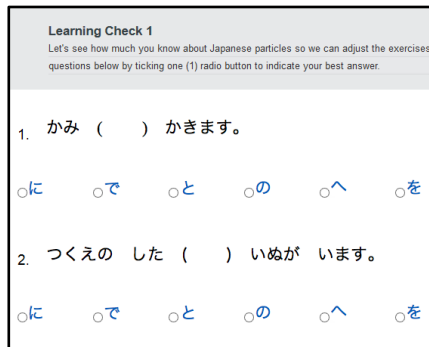 Learning Check 1
Let's see how much you know about Japanese particles so we can adjust the exercises
questions below by ticking one (1) radio button to indicate your best answer.
1. かみ ( ) かきます。
に で と の へ を
2. つくえの した ( ) いぬが います。
に で と の へ を